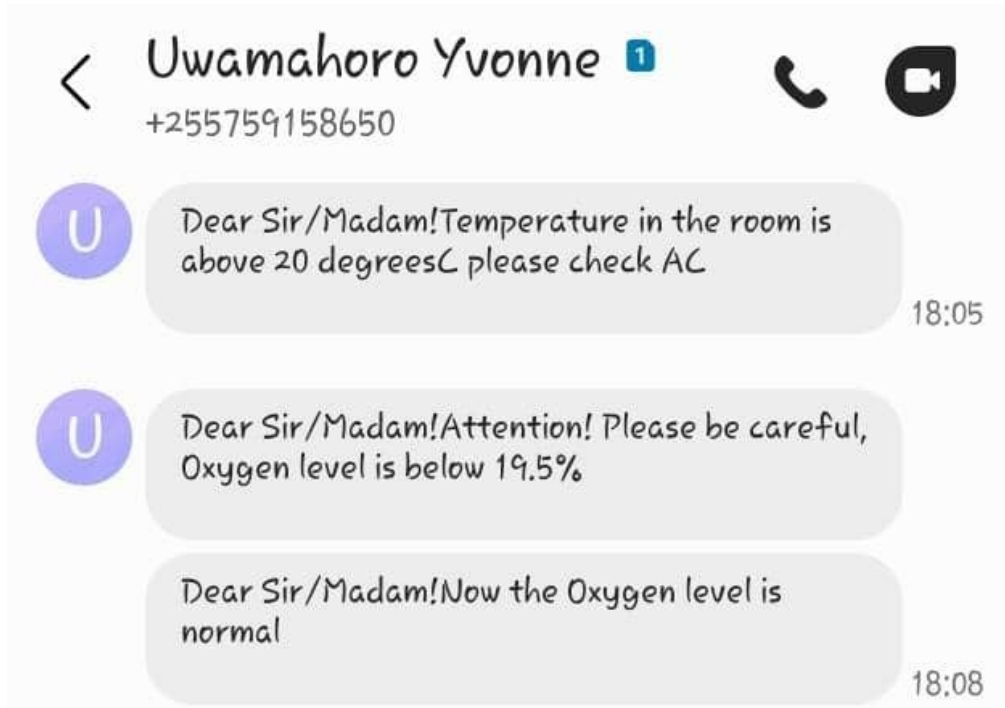 Uwamahoro Yvonne 1
+255759158650
U
Dear Sir/Madam!Temperature in the room is
above 20 degreesC please check AC
18:05
U
Dear Sir/Madam!Attention! Please be careful,
Oxygen level is below 19.5%
Dear Sir/Madam!Now the Oxygen level is
normal
18:08